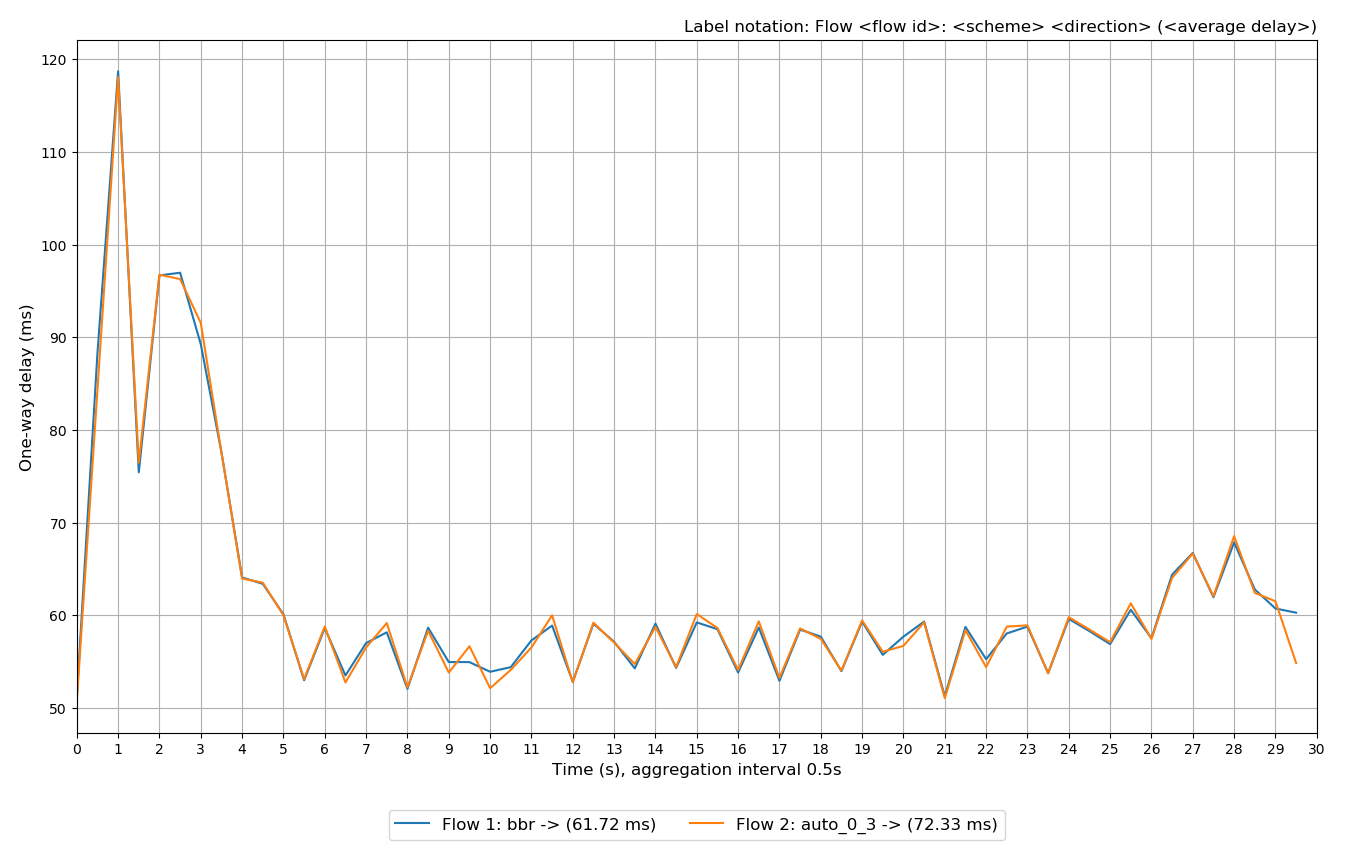 Label notation: Flow <flow id>: <scheme> <direction> (<average delay>)
120
110
100
90
80
70
60
50
One-way delay (ms)
0 1 2 3 4 5 6 7 8 9 10 11 12 13 14 15 16 17 18 19 20 21 22 23 24 25 26 27 28 29 30
Time (s), aggregation interval 0.5s
Flow 1: bbr -> (61.72 ms) Flow 2: auto_0_3 -> (72.33 ms)